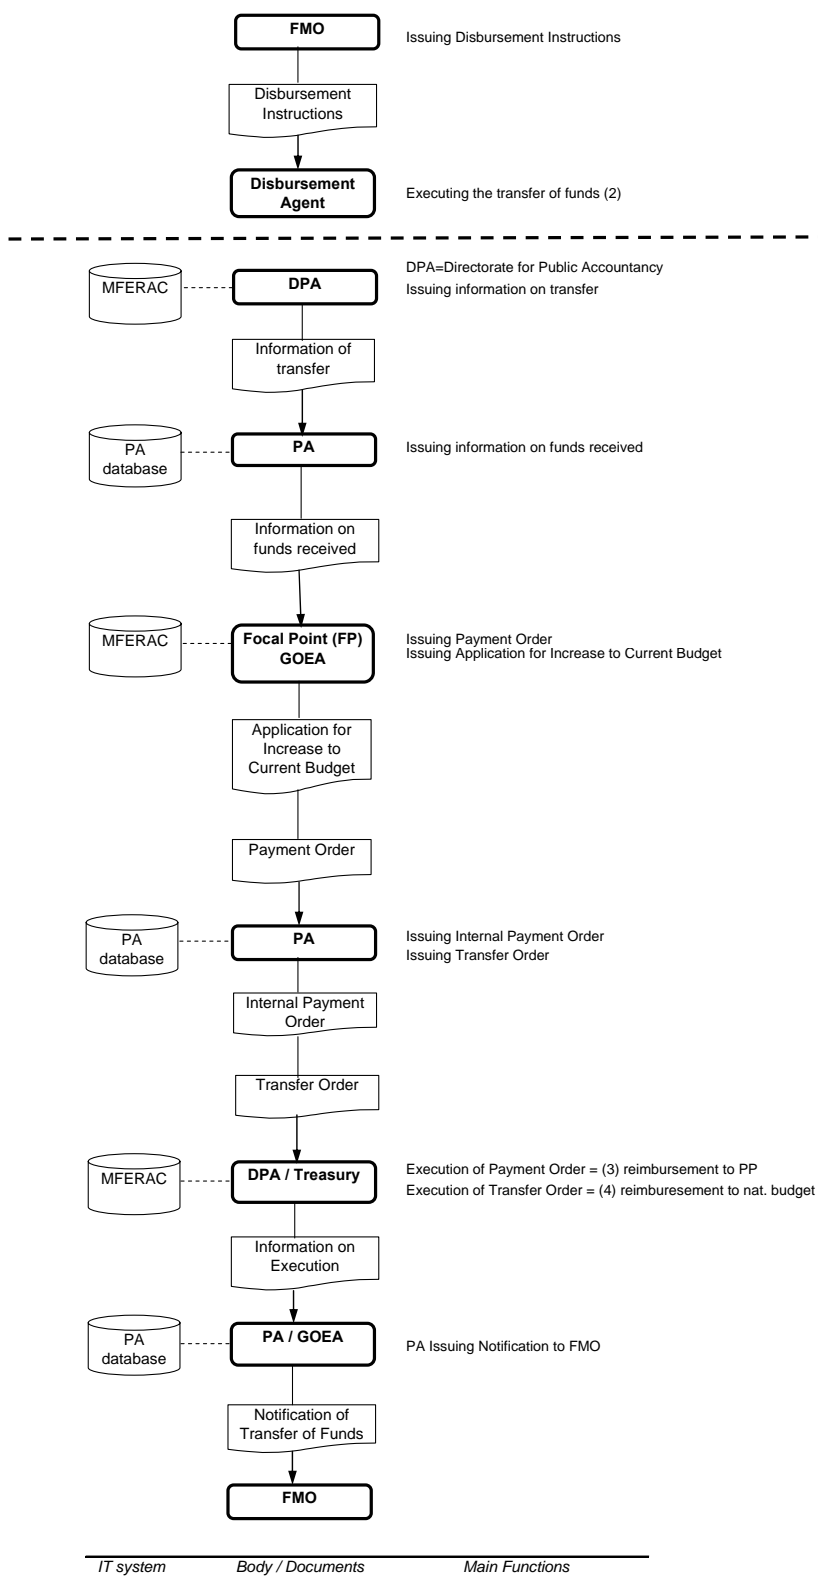 FMO
Issuing Disbursement Instructions
Disbursement
Instructions
Disbursement
Agent
Executing the transfer of funds (2)
DPA=Directorate for Public Accountancy
MFERAC
DPA
Issuing information on transfer
Information of
transfer
PA
database
PA
Issuing information on funds received
Information on
funds received
MFERAC
Focal Point (FP)
GOEA
Issuing Payment Order
Issuing Application for Increase to Current Budget
Application for
Increase to
Current Budget
Payment Order
PA
database
PA
Issuing Internal Payment Order
Issuing Transfer Order
Internal Payment
Order
Transfer Order
MFERAC
DPA / Treasury
Execution of Payment Order = (3) reimbursement to PP
Execution of Transfer Order = (4) reimburesement to nat. budget
Information on
Execution
PA
database
PA / GOEA
PA Issuing Notification to FMO
Notification of
Transfer of Funds
FMO
IT system
Body / Documents
Main Functions